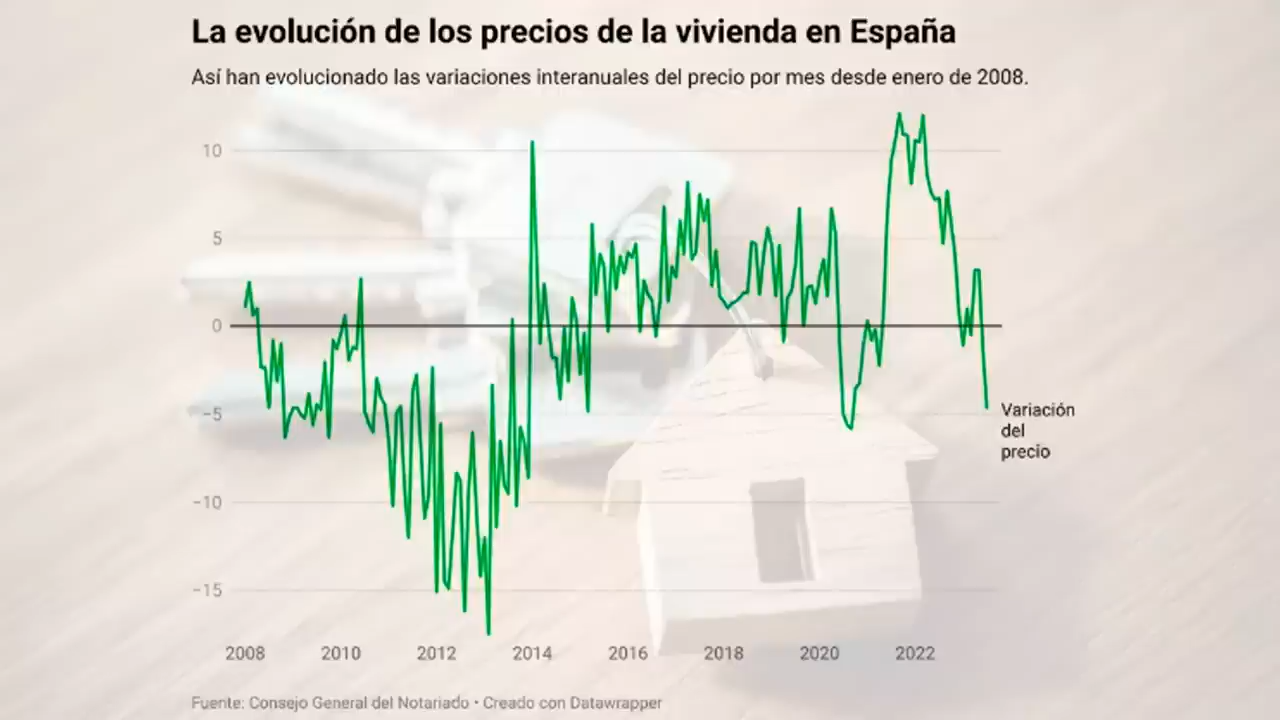 La evolución de los precios de la vivienda en España
Así han evolucionado las variaciones interanuales del precio por mes desde enero de 2008.
10
5
0
−5
−10
−15
Variación
del
precio
2008 2010 2012 2014 2016 2018 2020 2022
Fuente: Consejo General del Notariado • Creado con Datawrapper